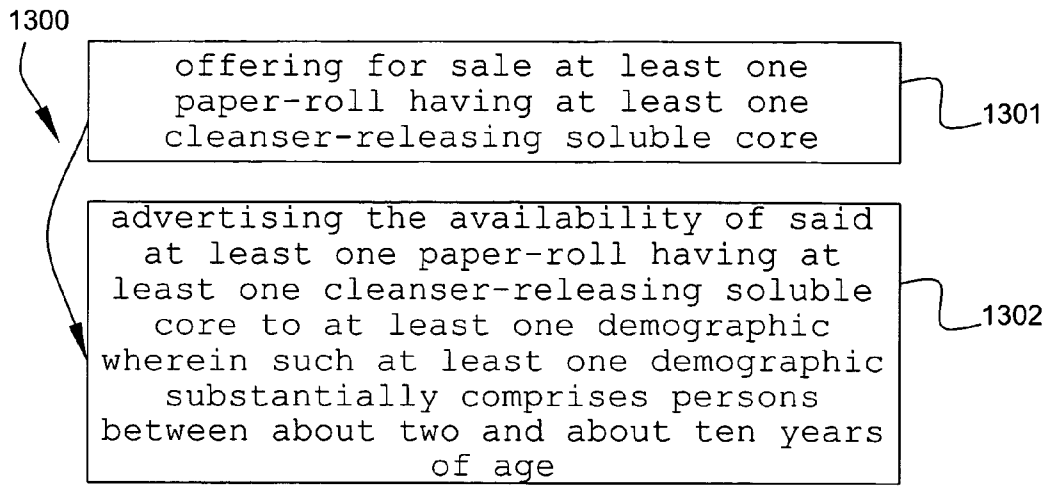 1300
offering for sale at least one
paper-roll having at least one
cleanser-releasing soluble core
1301
advertising the availability of said
at least one paper-roll having at
least one cleanser-releasing soluble
core to at least one demographic
wherein such at least one demographic
substantially comprises persons
between about two and about ten years
of age
1302